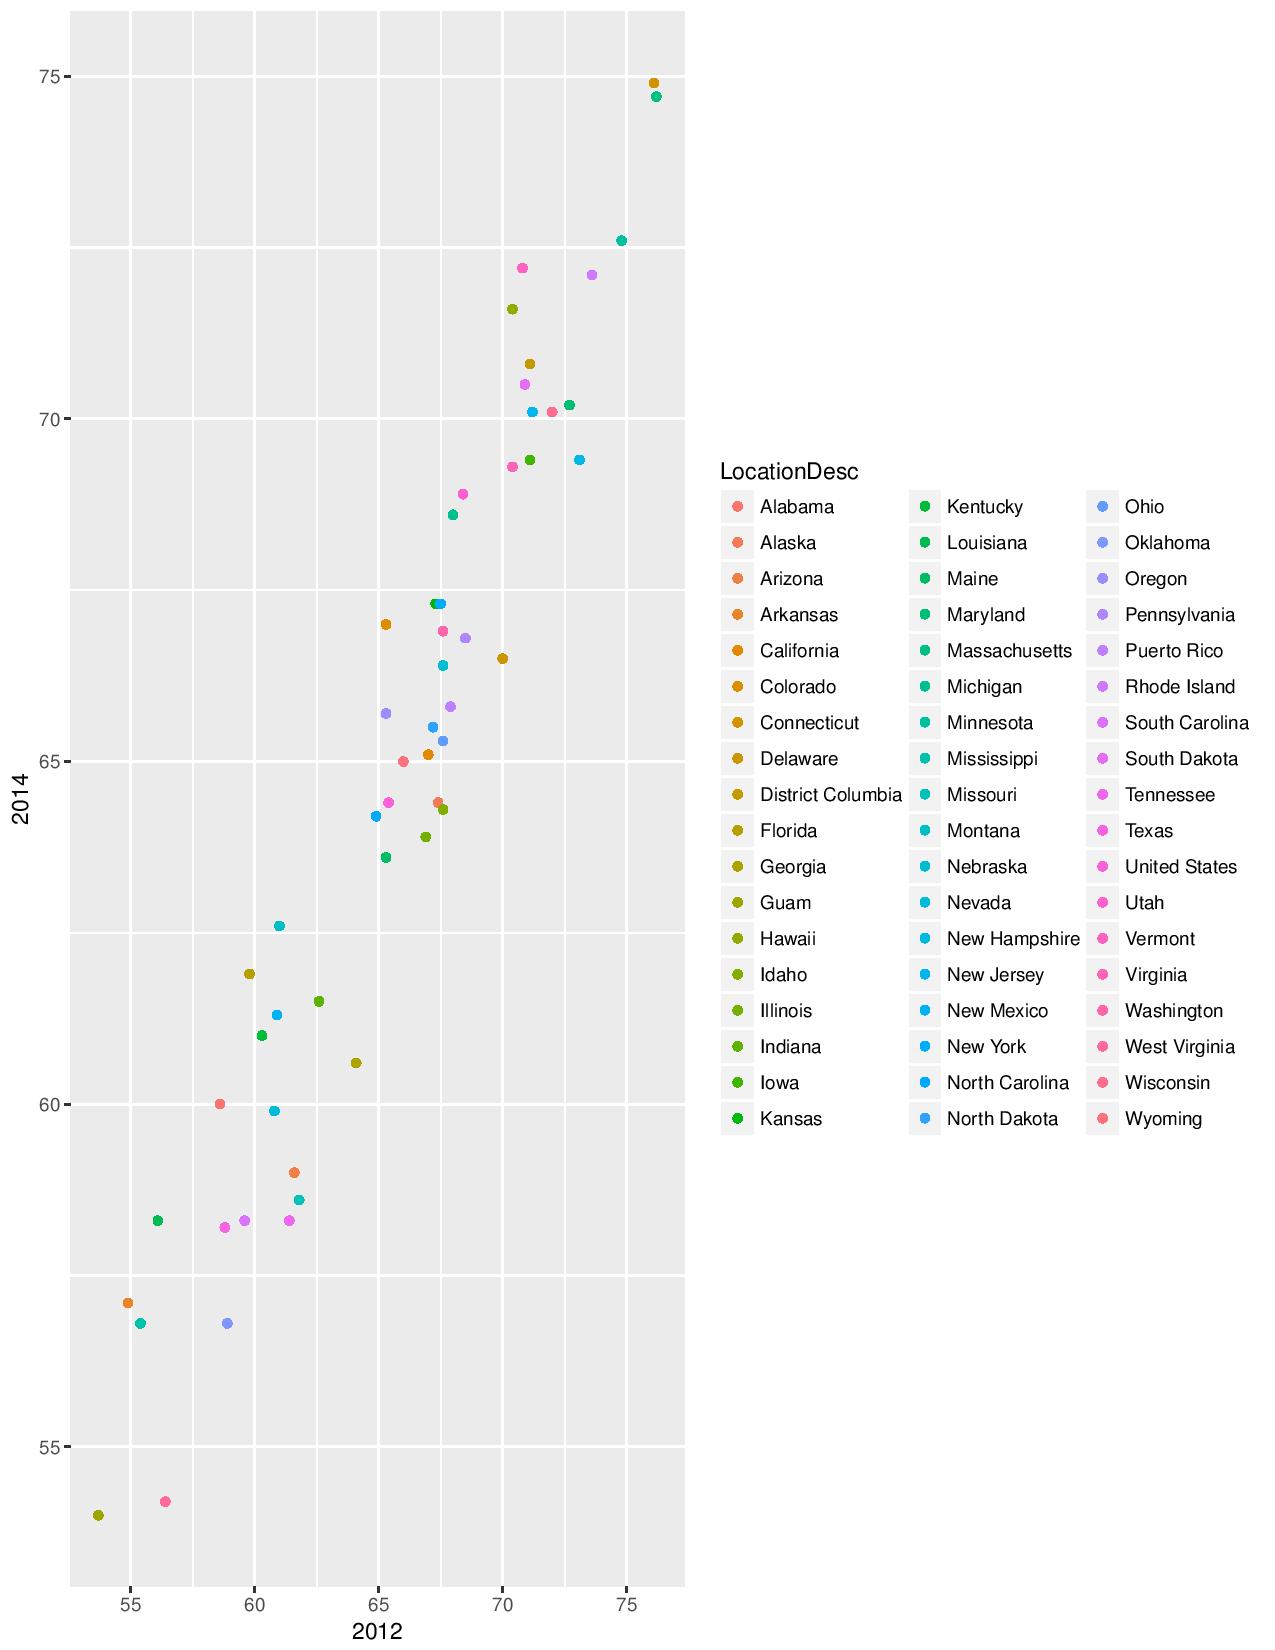 75
70
65
60
55
2014
55 60 65 70 75
2012
LocationDesc
Alabama Kentucky Ohio
Alaska Louisiana Oklahoma
Arizona Maine Oregon
Arkansas Maryland Pennsylvania
California Massachusetts Puerto Rico
Colorado Michigan Rhode Island
Connecticut Minnesota South Carolina
Delaware Mississippi South Dakota
District Columbia Missouri Tennessee
Florida Montana Texas
Georgia Nebraska United States
Guam Nevada Utah
Hawaii New Hampshire Vermont
Idaho New Jersey Virginia
Illinois New Mexico Washington
Indiana New York West Virginia
Iowa North Carolina Wisconsin
Kansas North Dakota Wyoming